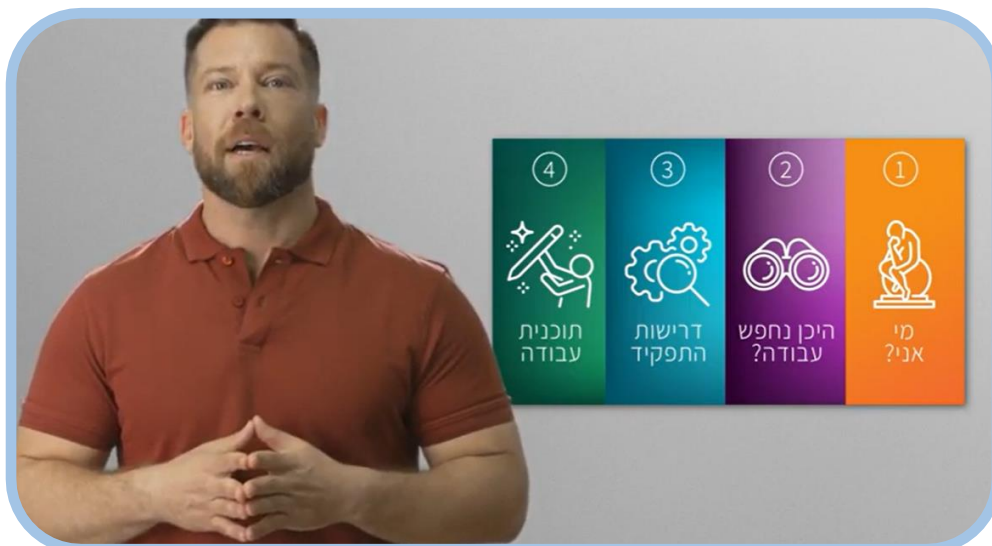 1
מי
אני?
2
היכן נחפש
עבודה?
3
דרישות
התפקיד
4
תוכנית
עבודה